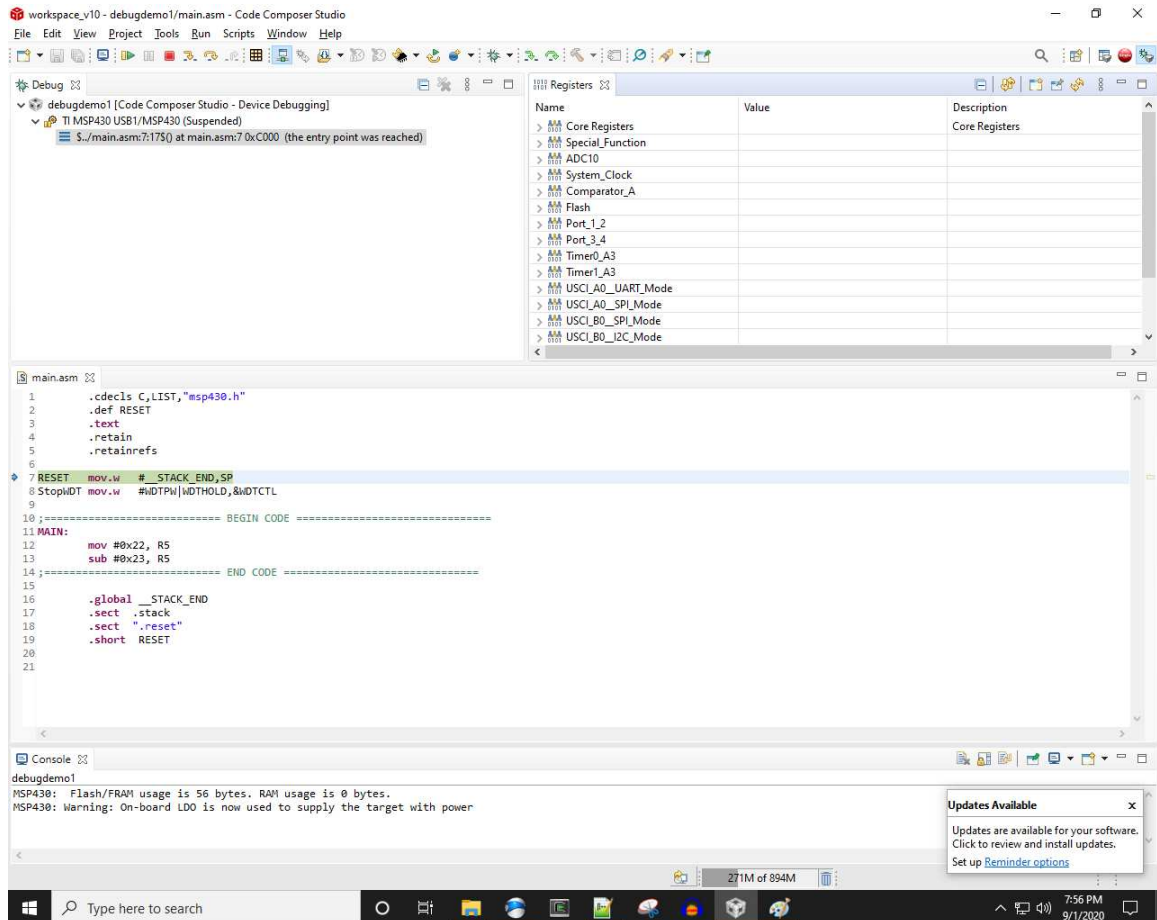 workspace_v10 - debugdemo1/main.asm - Code Composer Studio
File Edit View Project Tools Run Scripts Window Help
Debug
debugdemo1 [Code Composer Studio - Device Debugging]
TI MSP430 USB1/MSP430 (Suspended)
$../main.asm:7:17$() at main.asm:7 0xC000 (the entry point was reached)
Registers
Name Value Description
Core Registers Core Registers
Special_Function
ADC10
System_Clock
Comparator_A
Flash
Port_1_2
Port_3_4
Timer0_A3
Timer1_A3
USCI_A0__UART_Mode
USCI_A0__SPI_Mode
USCI_B0__SPI_Mode
USCI_B0__I2C_Mode
main.asm
1 .cdecls C,LIST,"msp430.h"
2 .def RESET
3 .text
4 .retain
5 .retainrefs
6
7 RESET mov.w #__STACK_END,SP
8 StopWDT mov.w #WDTPW|WDTHOLD,&WDTCTL
9
10 ;============================ BEGIN CODE ===============================
11 MAIN:
12 mov #0x22, R5
13 sub #0x23, R5
14 ;============================ END CODE ===============================
15
16 .global __STACK_END
17 .sect .stack
18 .sect ".reset"
19 .short RESET
20
21
Console
debugdemo1
MSP430: Flash/FRAM usage is 56 bytes. RAM usage is 0 bytes.
MSP430: Warning: On-board LDO is now used to supply the target with power
Updates Available x
Updates are available for your software.
Click to review and install updates.
Set up Reminder options
271M of 894M
Type here to search
7:56 PM
9/1/2020